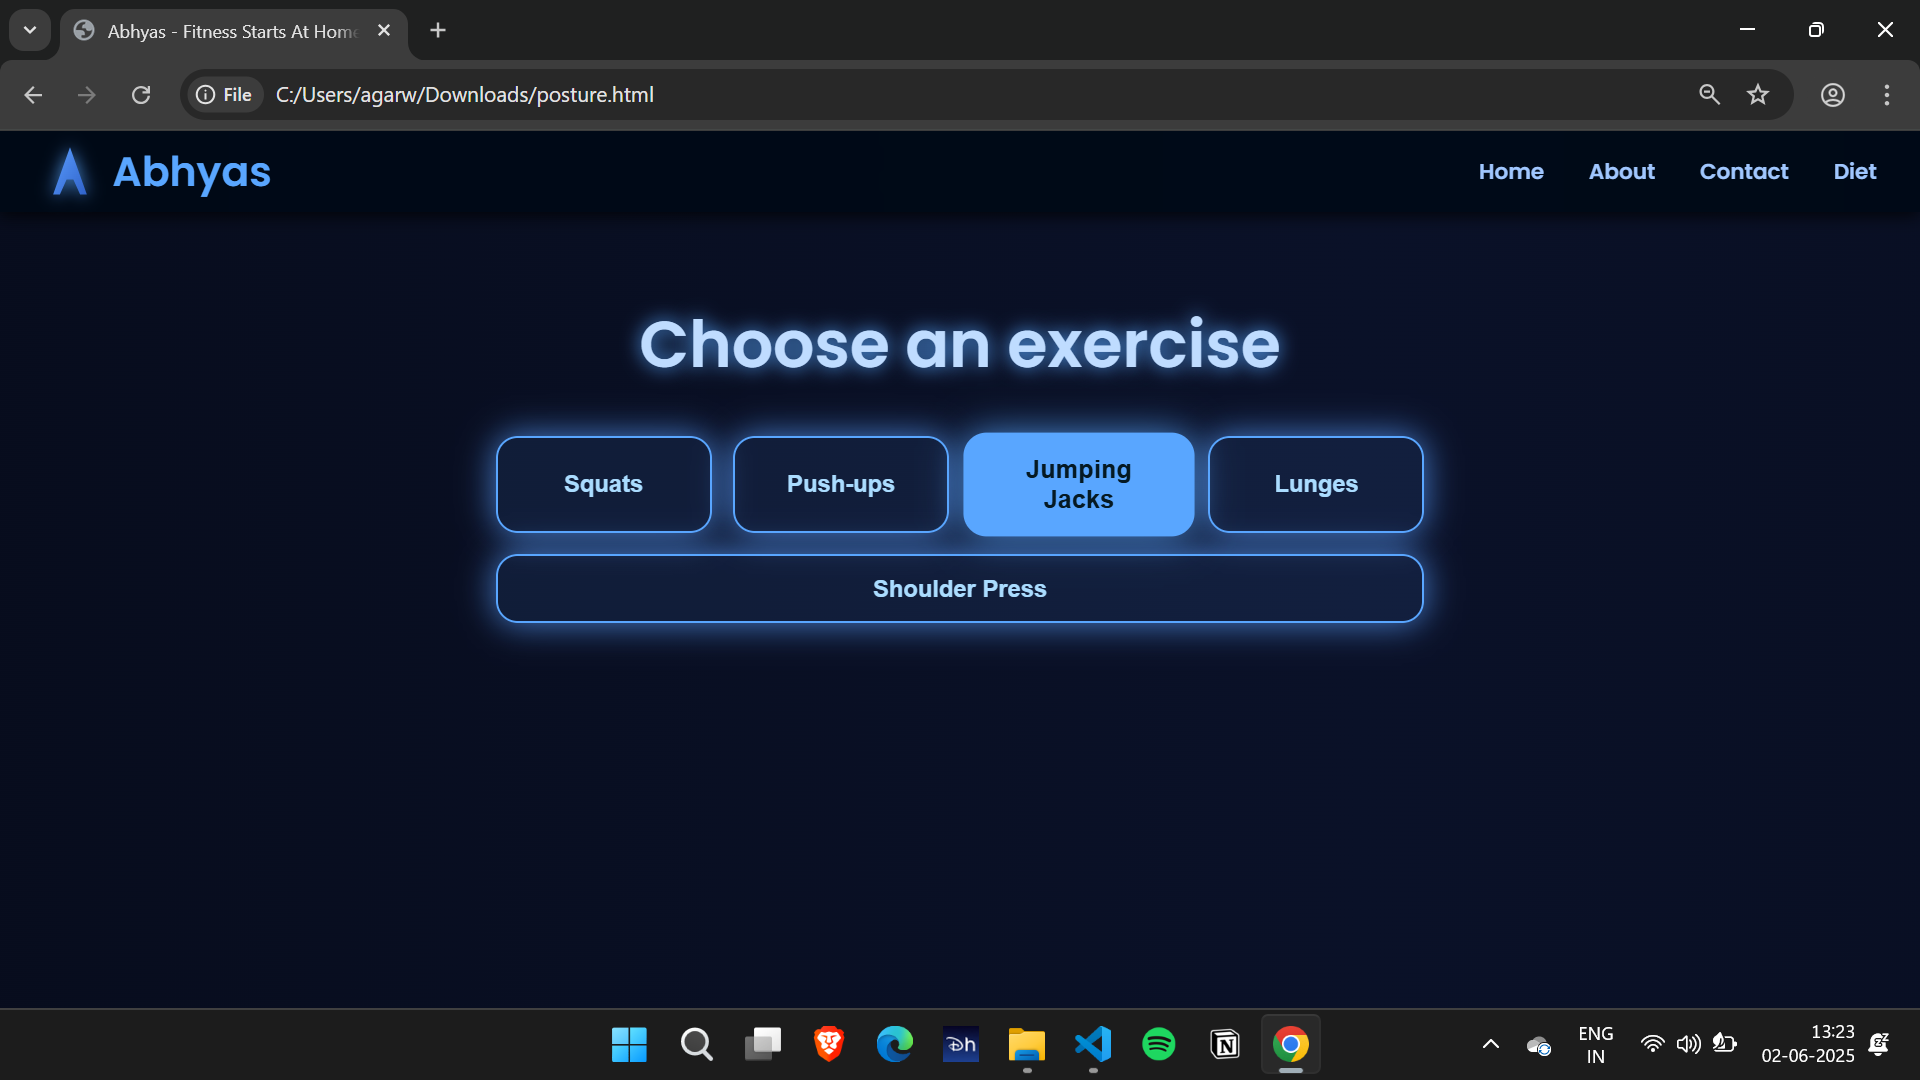 Abhyas - Fitness Starts At Home
File C:/Users/agarw/Downloads/posture.html
Abhyas
Home About Contact Diet
Choose an exercise
Squats Push-ups Jumping Jacks Lunges
Shoulder Press
Dh
N
ENG
IN
13:23
02-06-2025